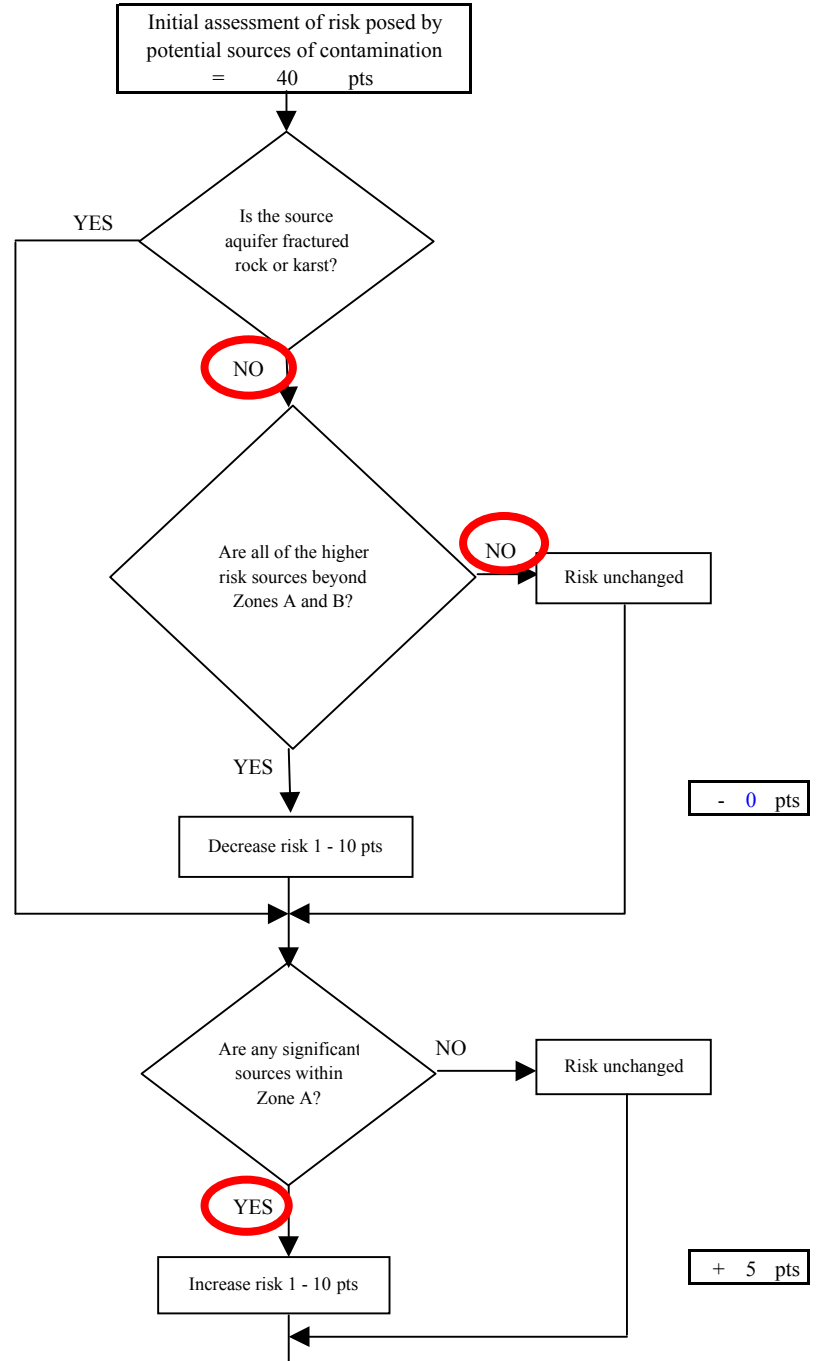 Initial assessment of risk posed by
potential sources of contamination
= 40 pts
YES
Is the source
aquifer fractured
rock or karst?
NO
Are all of the higher
risk sources beyond
Zones A and B?
NO
Risk unchanged
YES
- 0 pts
Decrease risk 1 - 10 pts
Are any significant
sources within
Zone A?
NO
Risk unchanged
YES
+ 5 pts
Increase risk 1 - 10 pts